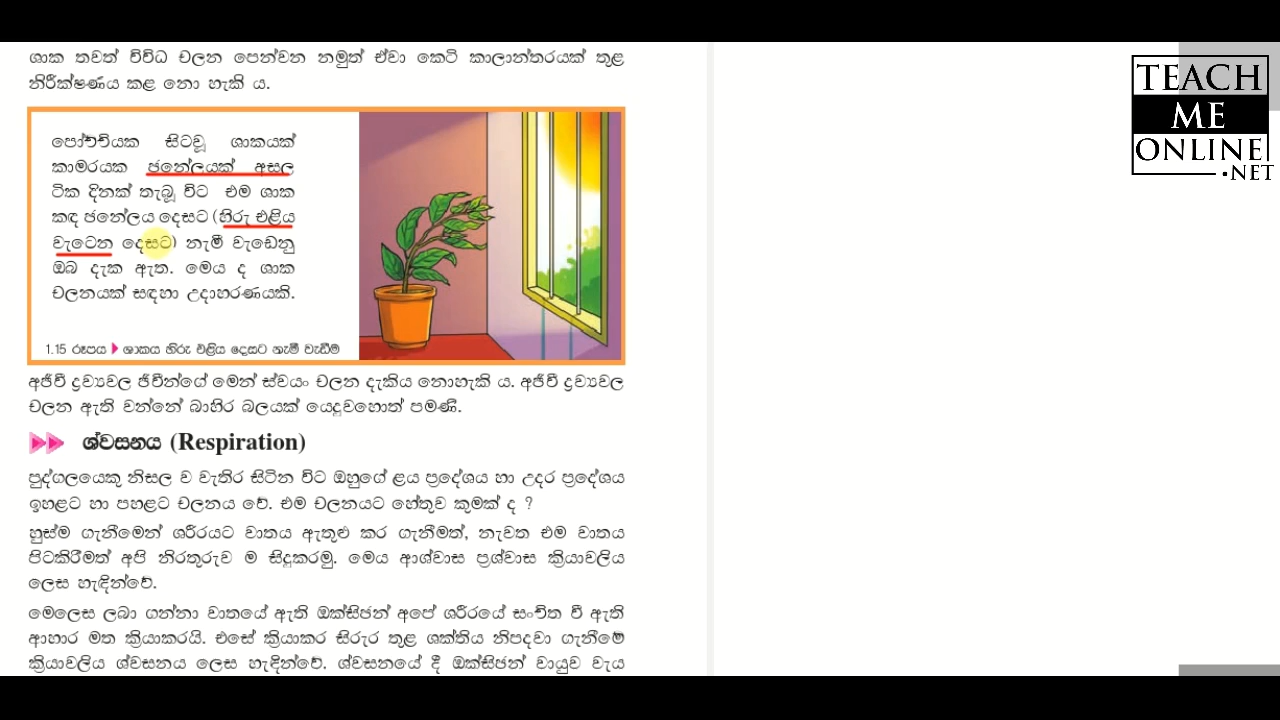 ශාක තවත් විවිධ චලන පෙන්වන නමුත් ඒවා කෙටි කාලාන්තරයක් තුළ
නිරීක්ෂණය කළ නො හැකි ය.
පෝච්චියක සිටවූ ශාකයක්
කාමරයක ජනේලයක් අසල
ටික දිනක් තැබූ විට එම ශාක
කඳ ජනේලය දෙසට (හිරු එළිය
වැටෙන දෙසට) නැමී වැඩෙනු
ඔබ දැක ඇත. මෙය ද ශාක
චලනයක් සඳහා උදාහරණයකි.
1.15 රූපය ශාකය හිරු එළිය දෙසට නැමී වැඩීම
අජීවී ද්‍රව්‍යවල ජීවීන්ගේ මෙන් ස්වයං චලන දැකිය නොහැකි ය. අජීවී ද්‍රව්‍යවල
චලන ඇති වන්නේ බාහිර බලයක් යෙදුවහොත් පමණි.
ශ්වසනය (Respiration)
පුද්ගලයෙකු නිසල ව වැතිර සිටින විට ඔහුගේ ළය ප්‍රදේශය හා උදර ප්‍රදේශය
ඉහළට හා පහළට චලනය වේ. එම චලනයට හේතුව කුමක් ද ?
හුස්ම ගැනීමෙන් ශරීරයට වාතය ඇතුළු කර ගැනීමත්, නැවත එම වාතය
පිටකිරීමත් අපි නිරතුරුව ම සිදුකරමු. මෙය ආශ්වාස ප්‍රශ්වාස ක්‍රියාවලිය
ලෙස හැඳින්වේ.
මෙලෙස ලබා ගන්නා වාතයේ ඇති ඔක්සිජන් අපේ ශරීරයේ සංචිත වී ඇති
ආහාර මත ක්‍රියාකරයි. එසේ ක්‍රියාකර සිරුර තුළ ශක්තිය නිපදවා ගැනීමේ
ක්‍රියාවලිය ශ්වසනය ලෙස හැඳින්වේ. ශ්වසනයේ දී ඔක්සිජන් වායුව වැය
TEACH
ME
ONLINE
.NET